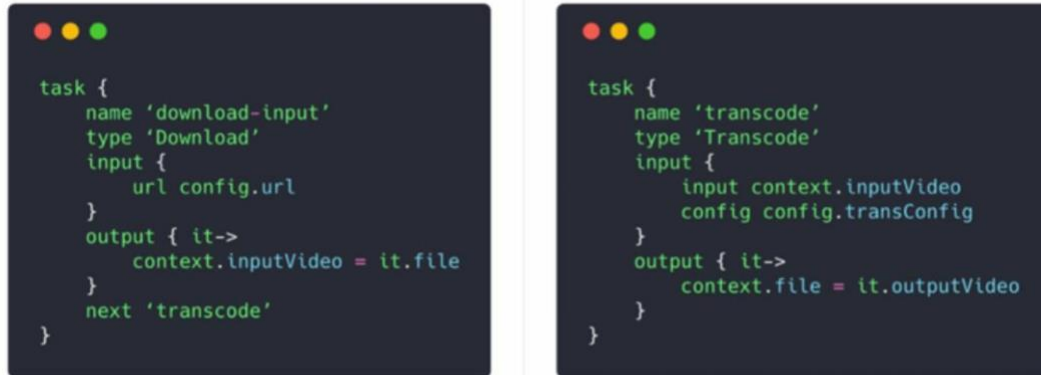 task {
    name ‘download-input’
    type ‘Download’
    input {
        url config.url
    }
    output { it->
        context.inputVideo = it.file
    }
    next ‘transcode’
}
task {
    name ‘transcode’
    type ‘Transcode’
    input {
        input context.inputVideo
        config config.transConfig
    }
    output { it->
        context.file = it.outputVideo
    }
}